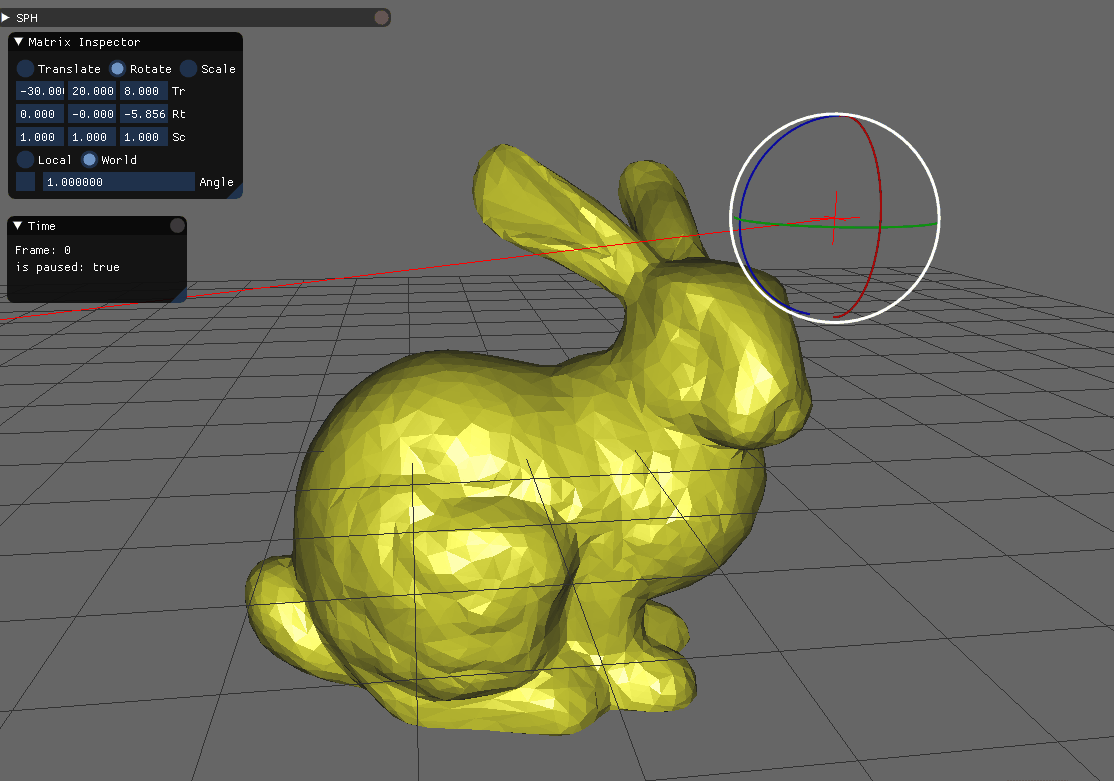 SPH
Matrix Inspector
Translate Rotate Scale
-30.000 20.000 8.000 Tr
0.000 -0.000 -5.856 Rt
1.000 1.000 1.000 Sc
Local World
1.000000 Angle
Time
Frame: 0
is paused: true